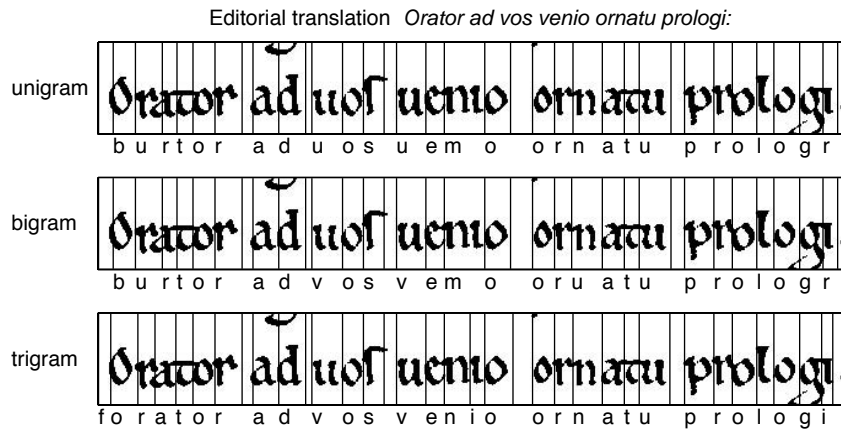 Editorial translation Orator ad vos venio ornatu prologi:
unigram
Orator ad uos uenio ornatu prologi
b u r t o r a d u o s u e m o o r n a t u p r o l o g r
bigram
Orator ad uos uenio ornatu prologi
b u r t o r a d v o s v e m o o r u a t u p r o l o g r
trigram
Orator ad uos uenio ornatu prologi
f o r a t o r a d v o s v e n i o o r n a t u p r o l o g i